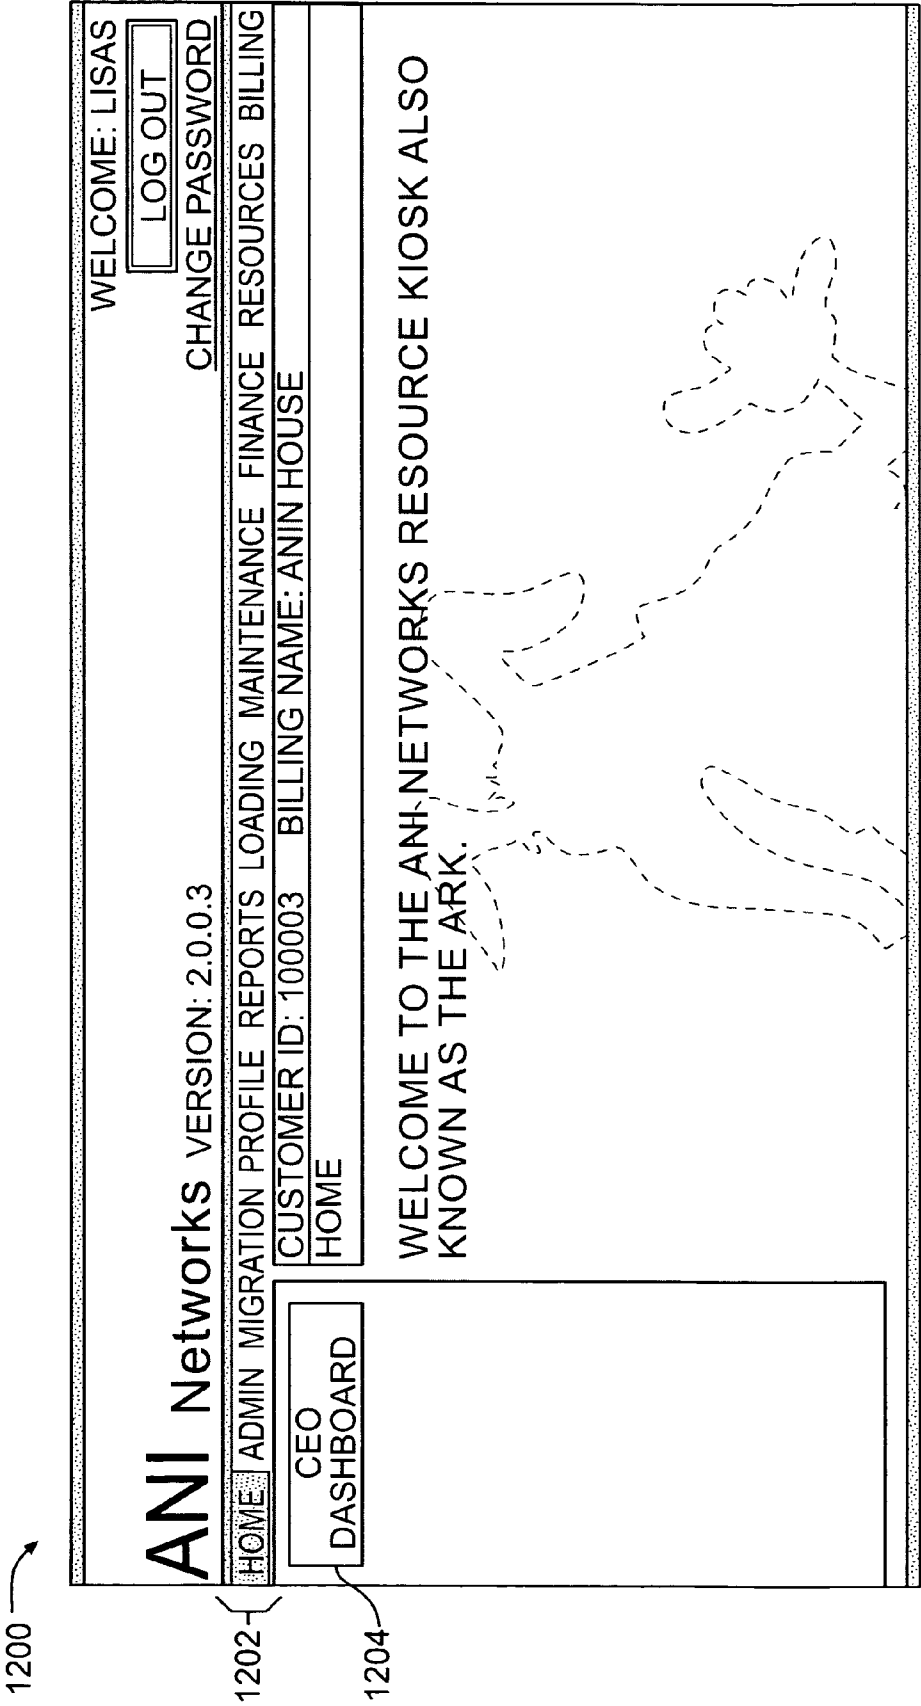 1200
ANI Networks VERSION: 2.0.0.3
WELCOME: LISAS
LOG OUT
CHANGE PASSWORD
1202
HOME ADMIN MIGRATION PROFILE REPORTS LOADING MAINTENANCE FINANCE RESOURCES BILLING
CUSTOMER ID: 100003 BILLING NAME: ANIN HOUSE
HOME
1204
CEO
DASHBOARD
WELCOME TO THE ANI NETWORKS RESOURCE KIOSK ALSO
KNOWN AS THE ARK.